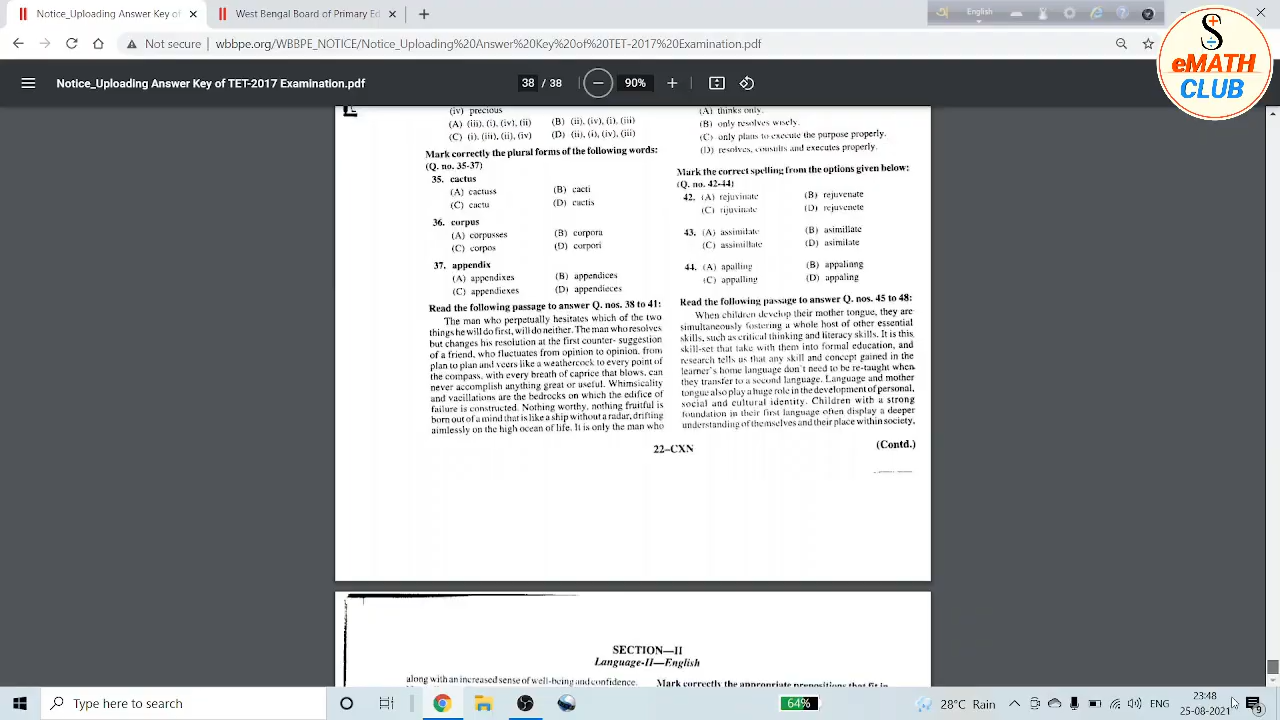 Notice_Uploading Answer Key of
West Bengal Board of Primary Ed
English
Not secure
wbbpe.org/WBBPE_NOTICE/Notice_Uploading%20Answer%20Key%20of%20TET-2017%20Examination.pdf
S
eMATH
CLUB
Notice_Uploading Answer Key of TET-2017 Examination.pdf
38 / 38
90%
(iv) precious
(A) (iii), (i), (iv), (ii)
(B) (ii), (iv), (i), (iii)
(C) (i), (iii), (ii), (iv)
(D) (ii), (i), (iv), (iii)
Mark correctly the plural forms of the following words:
(Q. no. 35-37)
35. cactus
(A) cactuss
(B) cacti
(C) cactu
(D) cactis
36. corpus
(A) corpusses
(B) corpora
(C) corpos
(D) corpori
37. appendix
(A) appendixes
(B) appendices
(C) appendiexes
(D) appendieces
Read the following passage to answer Q. nos. 38 to 41:
The man who perpetually hesitates which of the two
things he will do first, will do neither. The man who resolves
but changes his resolution at the first counter- suggestion
of a friend, who fluctuates from opinion to opinion, from
plan to plan and veers like a weathercock to every point of
the compass, with every breath of caprice that blows, can
never accomplish anything great or useful. Whimsicality
and vacillations are the bedrocks on which the edifice of
failure is constructed. Nothing worthy, nothing fruitful is
born out of a mind that is like a ship without a radar, drifting
aimlessly on the high ocean of life. It is only the man who
(A) thinks only.
(B) only resolves wisely.
(C) only plans to execute the purpose properly.
(D) resolves, consults and executes properly.
Mark the correct spelling from the options given below:
(Q. no. 42-44)
42. (A) rejuvinate
(B) rejuvenate
(C) rijuvitate
(D) rejuvenete
43. (A) assimilate
(B) asimillate
(C) assimillate
(D) asimilate
44. (A) apalling
(B) appalinng
(C) appalling
(D) appaling
Read the following passage to answer Q. nos. 45 to 48:
When children develop their mother tongue, they are
simultaneously fostering a whole host of other essential
skills, such as critical thinking and literacy skills. It is this
skill-set that take with them into formal education, and
research tells us that any skill and concept gained in the
learner's home language don't need to be re-taught when
they transfer to a second language. Language and mother
tongue also play a huge role in the development of personal,
social and cultural identity. Children with a strong
foundation in their first language often display a deeper
understanding of themselves and their place within society,
22–CXN
(Contd.)
SECTION—II
Language-II—English
along with an increased sense of well-being and confidence.
Mark correctly the appropriate prepositions that fit in
Type here to search
64%
28°C Rain
ENG
23:48
25-08-2021